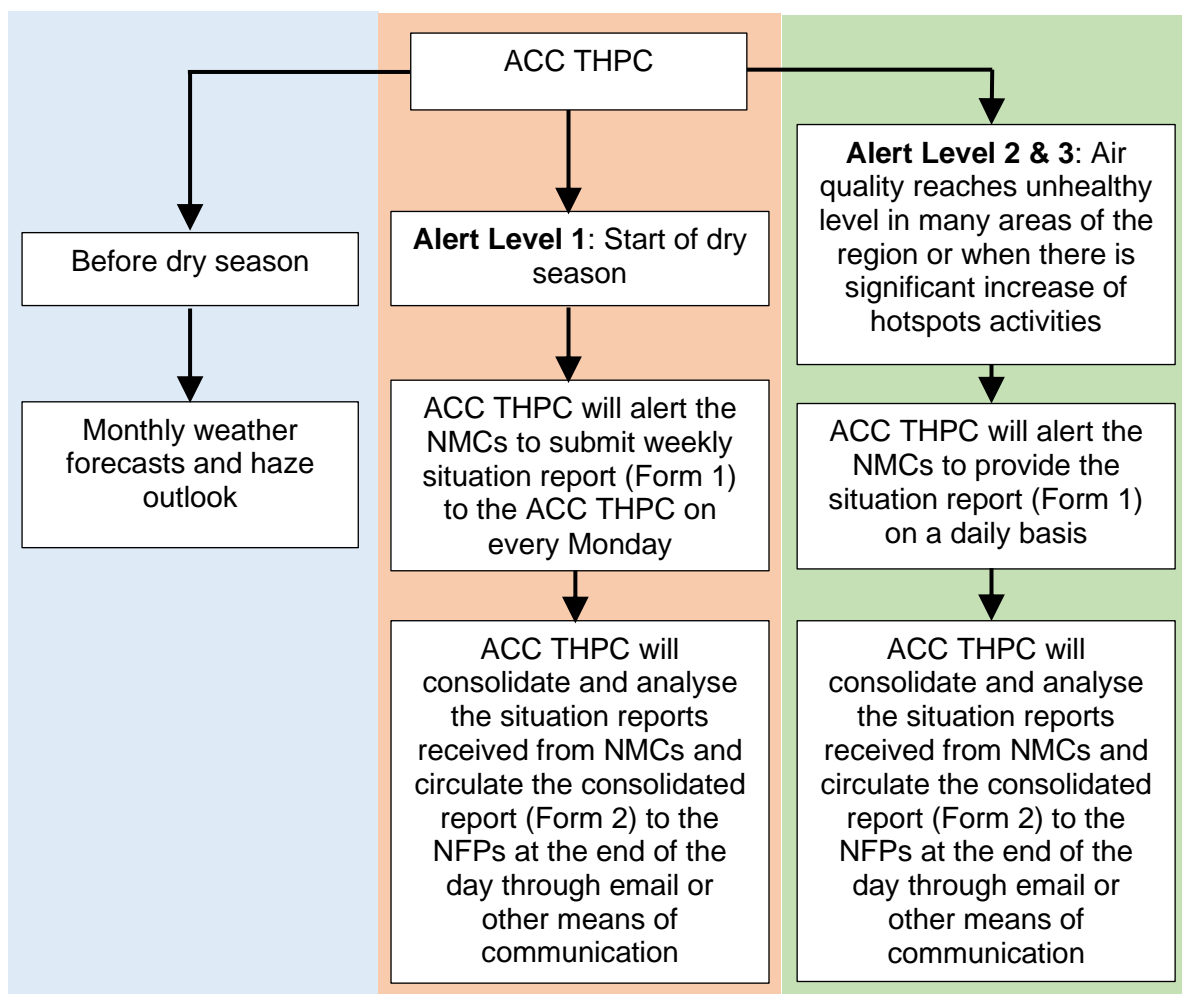 ACC THPC
Before dry season
Monthly weather
forecasts and haze
outlook
Alert Level 1: Start of dry
season
ACC THPC will alert the
NMCs to submit weekly
situation report (Form 1)
to the ACC THPC on
every Monday
ACC THPC will
consolidate and analyse
the situation reports
received from NMCs and
circulate the consolidated
report (Form 2) to the
NFPs at the end of the
day through email or
other means of
communication
Alert Level 2 & 3: Air
quality reaches unhealthy
level in many areas of the
region or when there is
significant increase of
hotspots activities
ACC THPC will alert the
NMCs to provide the
situation report (Form 1)
on a daily basis
ACC THPC will
consolidate and analyse
the situation reports
received from NMCs and
circulate the consolidated
report (Form 2) to the
NFPs at the end of the
day through email or
other means of
communication